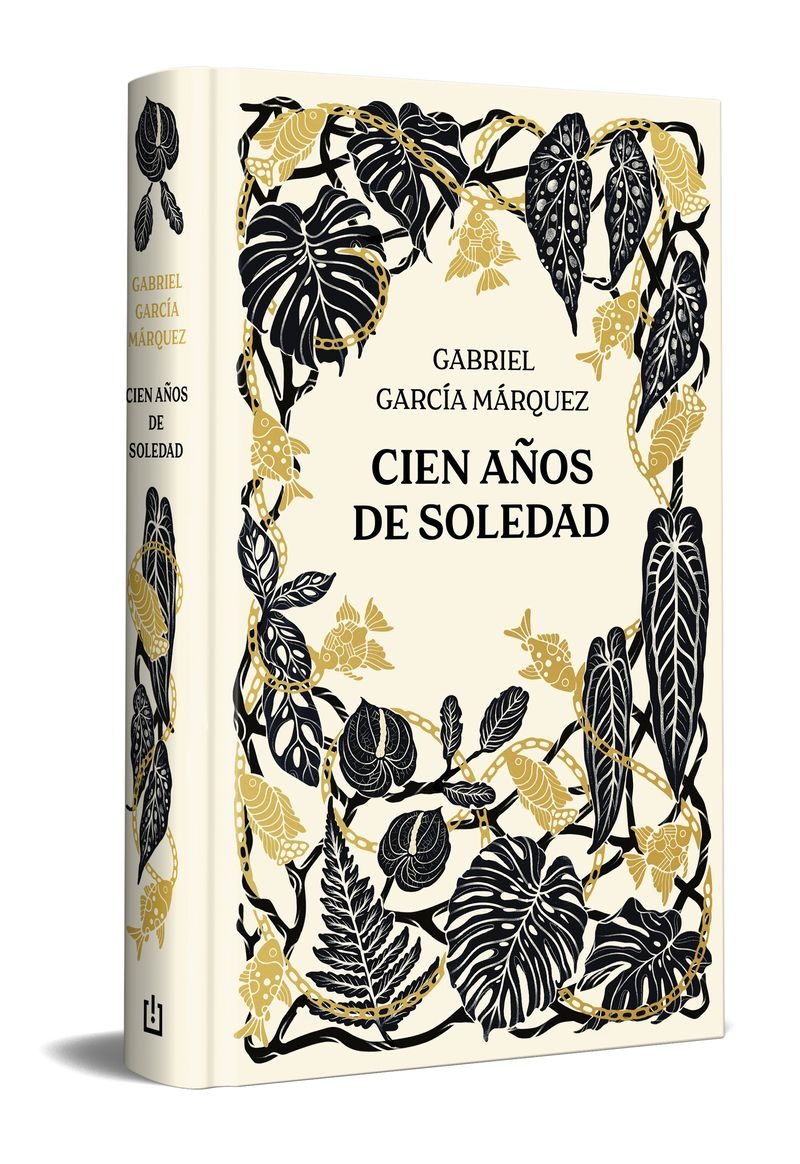 GABRIEL
GARCÍA
MÁRQUEZ
CIEN AÑOS
DE
SOLEDAD
GABRIEL
GARCÍA MÁRQUEZ
CIEN AÑOS
DE SOLEDAD